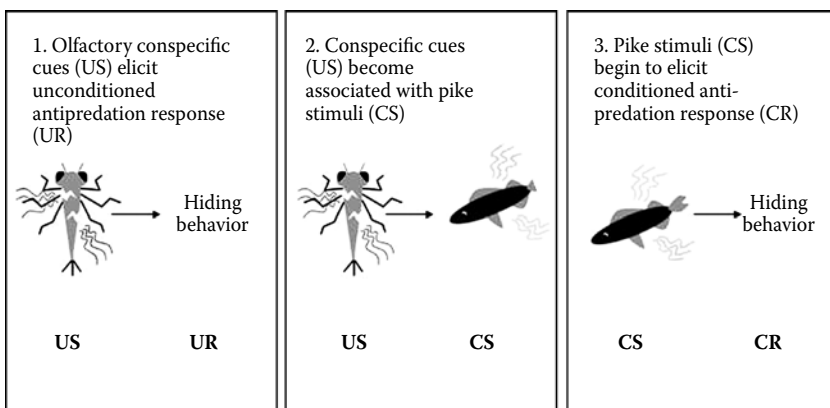 1. Olfactory conspecific
cues (US) elicit
unconditioned
antipredation response
(UR)
Hiding
behavior
US UR
2. Conspecific cues
(US) become
associated with pike
stimuli (CS)
US CS
3. Pike stimuli (CS)
begin to elicit
conditioned anti-
predation response (CR)
Hiding
behavior
CS CR